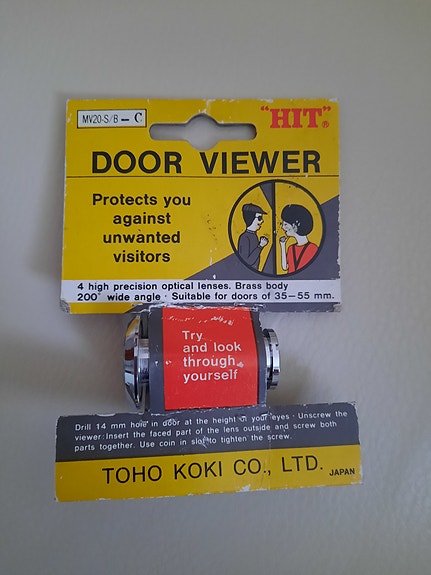 MV20-S/B – C
"HIT"®
DOOR VIEWER
Protects you
against
unwanted
visitors
4 high precision optical lenses. Brass body
200° wide angle · Suitable for doors of 35–55 mm.
Try
and look
through
yourself
Drill 14 mm hole in door at the height of your eyes · Unscrew the
viewer: Insert the faced part of the lens outside and screw both
parts together. Use coin in slot to tighten the screw.
TOHO KOKI CO., LTD. JAPAN